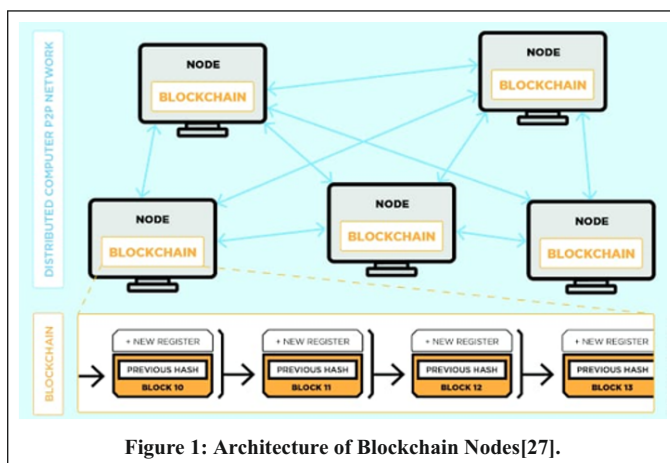 DISTRIBUTED COMPUTER P2P NETWORK
NODE
BLOCKCHAIN
NODE
BLOCKCHAIN
NODE
BLOCKCHAIN
NODE
BLOCKCHAIN
NODE
BLOCKCHAIN
BLOCKCHAIN
+ NEW REGISTER
PREVIOUS HASH
BLOCK 10
+ NEW REGISTER
PREVIOUS HASH
BLOCK 11
+ NEW REGISTER
PREVIOUS HASH
BLOCK 12
+ NEW REGISTER
PREVIOUS HASH
BLOCK 13
Figure 1: Architecture of Blockchain Nodes[27].